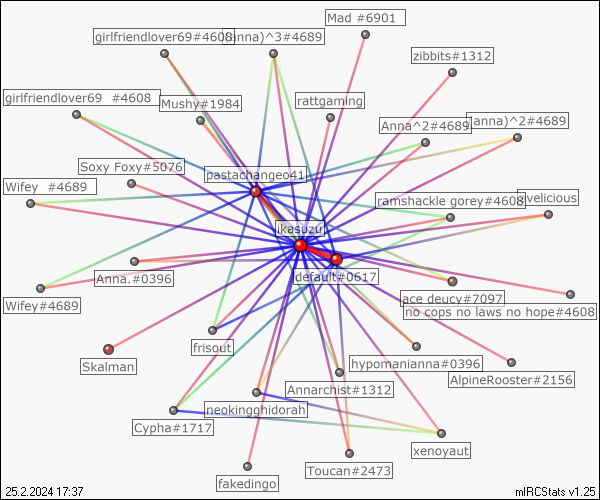 Mad #6901
girlfriendlover69#4608
(anna)^3#4689
zibbits#1312
girlfriendlover69 #4608
Mushy#1984
rattgaming
Anna^2#4689
(anna)^2#4689
Soxy Foxy#5076
pastachangeo41
Wifey #4689
ramshackle gorey#4608
velicious
ikasuzu
Anna.#0396
default#0617
Wifey#4689
ace deucy#7097
no cops no laws no hope#4608
frisout
Skalman
hypomanianna#0396
AlpineRooster#2156
Annarchist#1312
neokingghidorah
Cypha#1717
xenoyaut
Toucan#2473
fakedingo
25.2.2024 17:37
mIRCStats v1.25